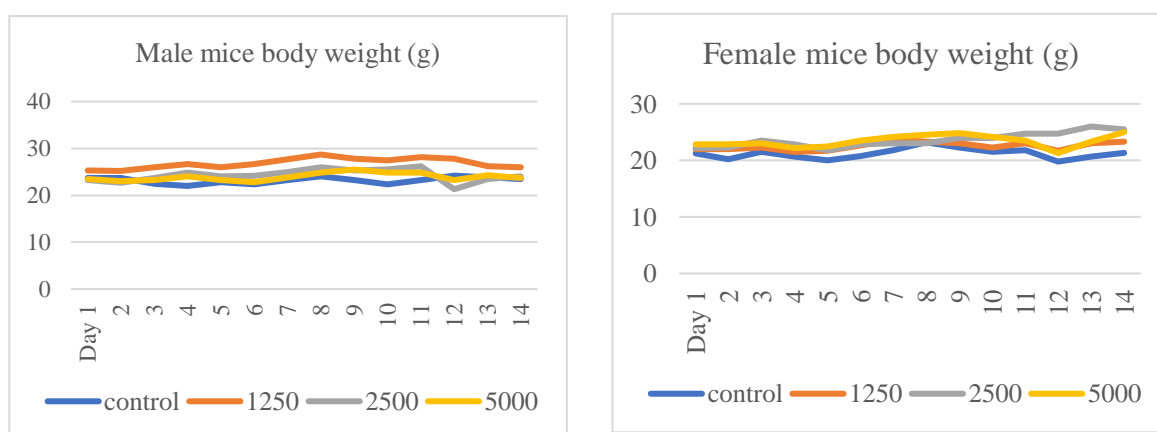 Male mice body weight (g)
40
30
20
10
0
Day 1 2 3 4 5 6 7 8 9 10 11 12 13 14
control 1250 2500 5000
Female mice body weight (g)
30
20
10
0
Day 1 2 3 4 5 6 7 8 9 10 11 12 13 14
control 1250 2500 5000